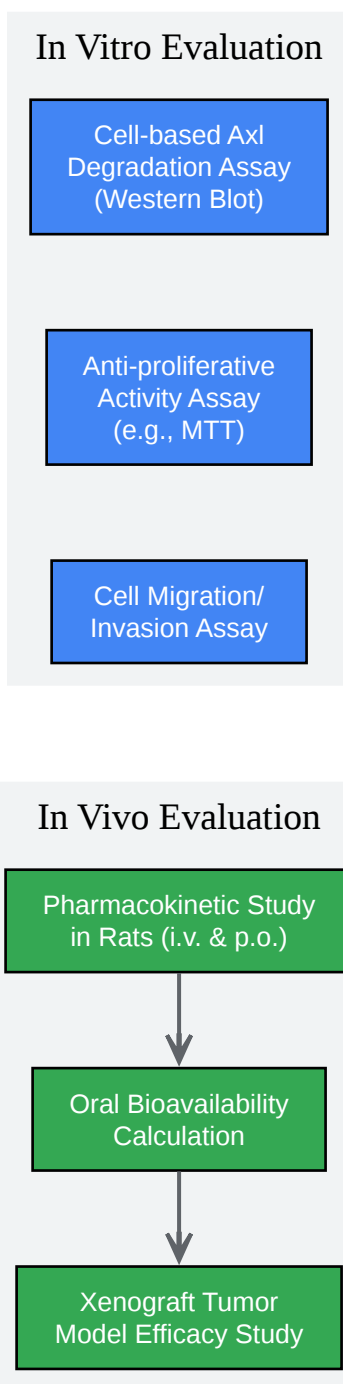 In Vitro Evaluation
Cell-based Axl
Degradation Assay
(Western Blot)
Anti-proliferative
Activity Assay
(e.g., MTT)
Cell Migration/
Invasion Assay
In Vivo Evaluation
Pharmacokinetic Study
in Rats (i.v. & p.o.)
Oral Bioavailability
Calculation
Xenograft Tumor
Model Efficacy Study